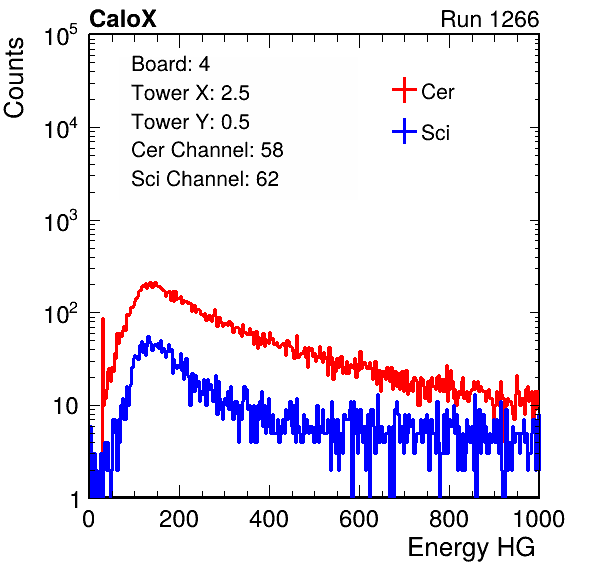 CaloX Run 1266
Counts
Board: 4
Tower X: 2.5
Tower Y: 0.5
Cer Channel: 58
Sci Channel: 62
Cer
Sci
10^5
10^4
10^3
10^2
10
1
0 200 400 600 800 1000
Energy HG